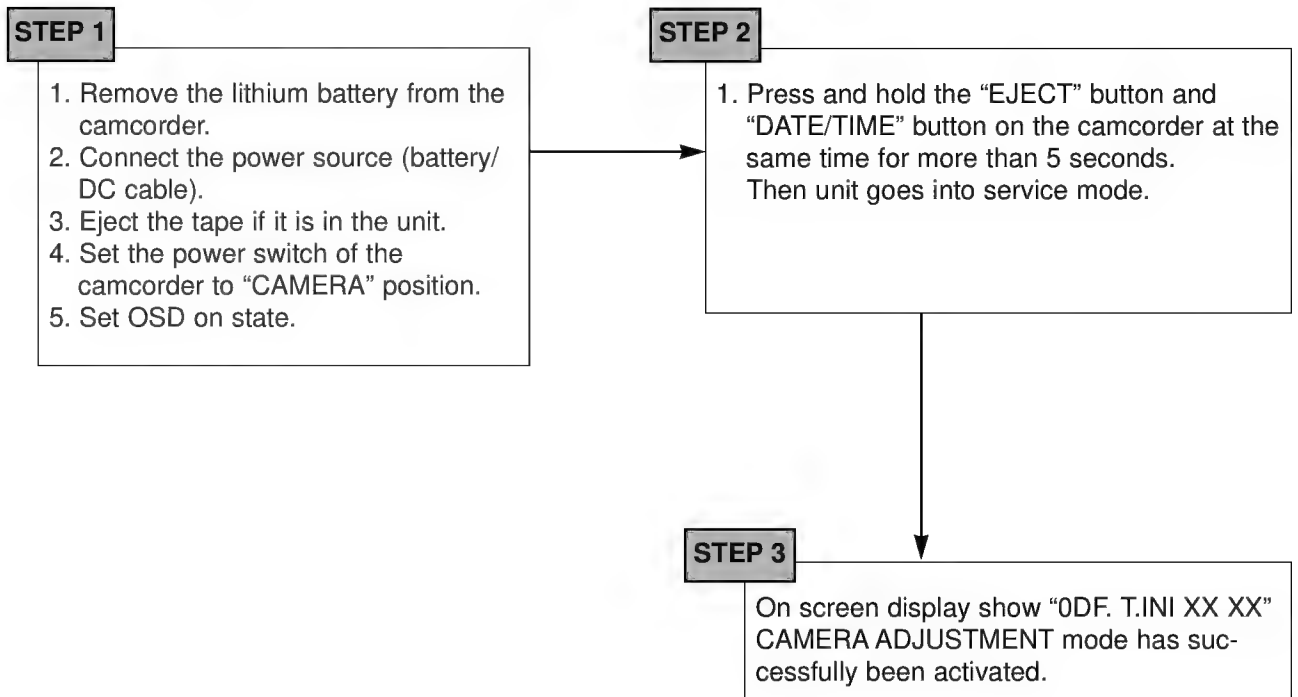 STEP 1
1. Remove the lithium battery from the
camcorder.
2. Connect the power source (battery/
DC cable).
3. Eject the tape if it is in the unit.
4. Set the power switch of the
camcorder to “CAMERA” position.
5. Set OSD on state.
STEP 2
1. Press and hold the “EJECT” button and
“DATE/TIME” button on the camcorder at the
same time for more than 5 seconds.
Then unit goes into service mode.
STEP 3
On screen display show “0DF. T.INI XX XX”
CAMERA ADJUSTMENT mode has suc-
cessfully been activated.